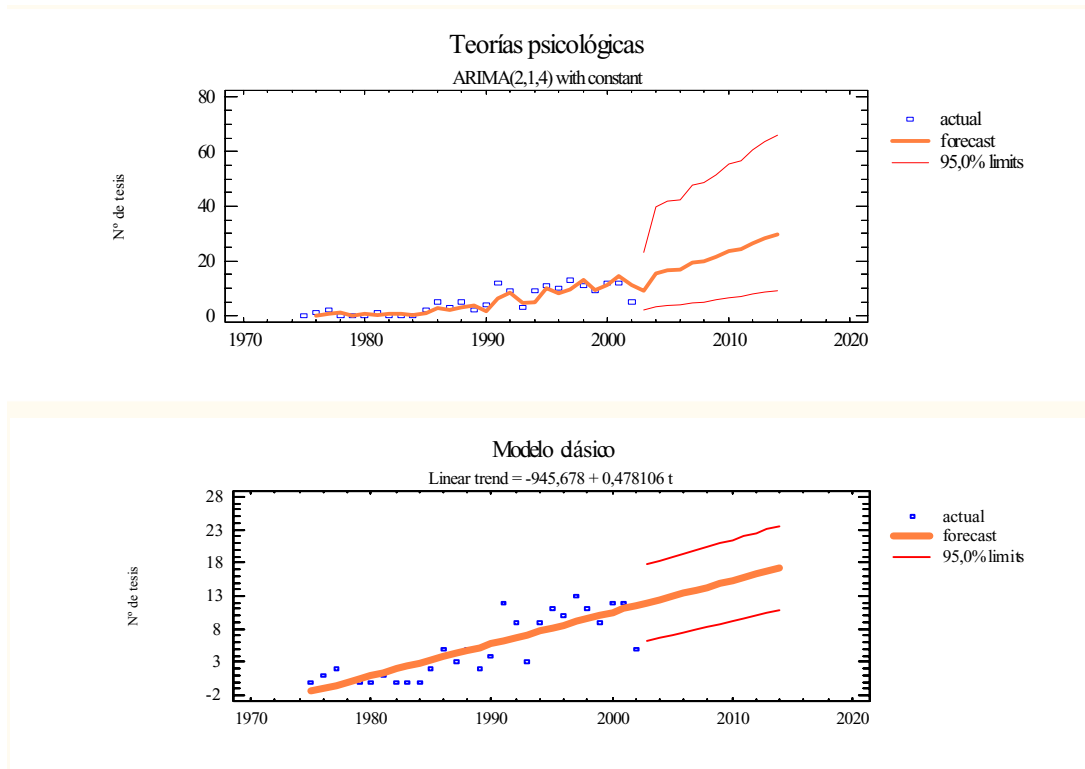 Teorías psicológicas
ARIMA(2,1,4) with constant
Nº de tesis
80
60
40
20
0
1970 1980 1990 2000 2010 2020
actual
forecast
95,0% limits
Modelo clásico
Linear trend = -945,678 + 0,478106 t
Nº de tesis
28
23
18
13
8
3
-2
1970 1980 1990 2000 2010 2020
actual
forecast
95,0% limits